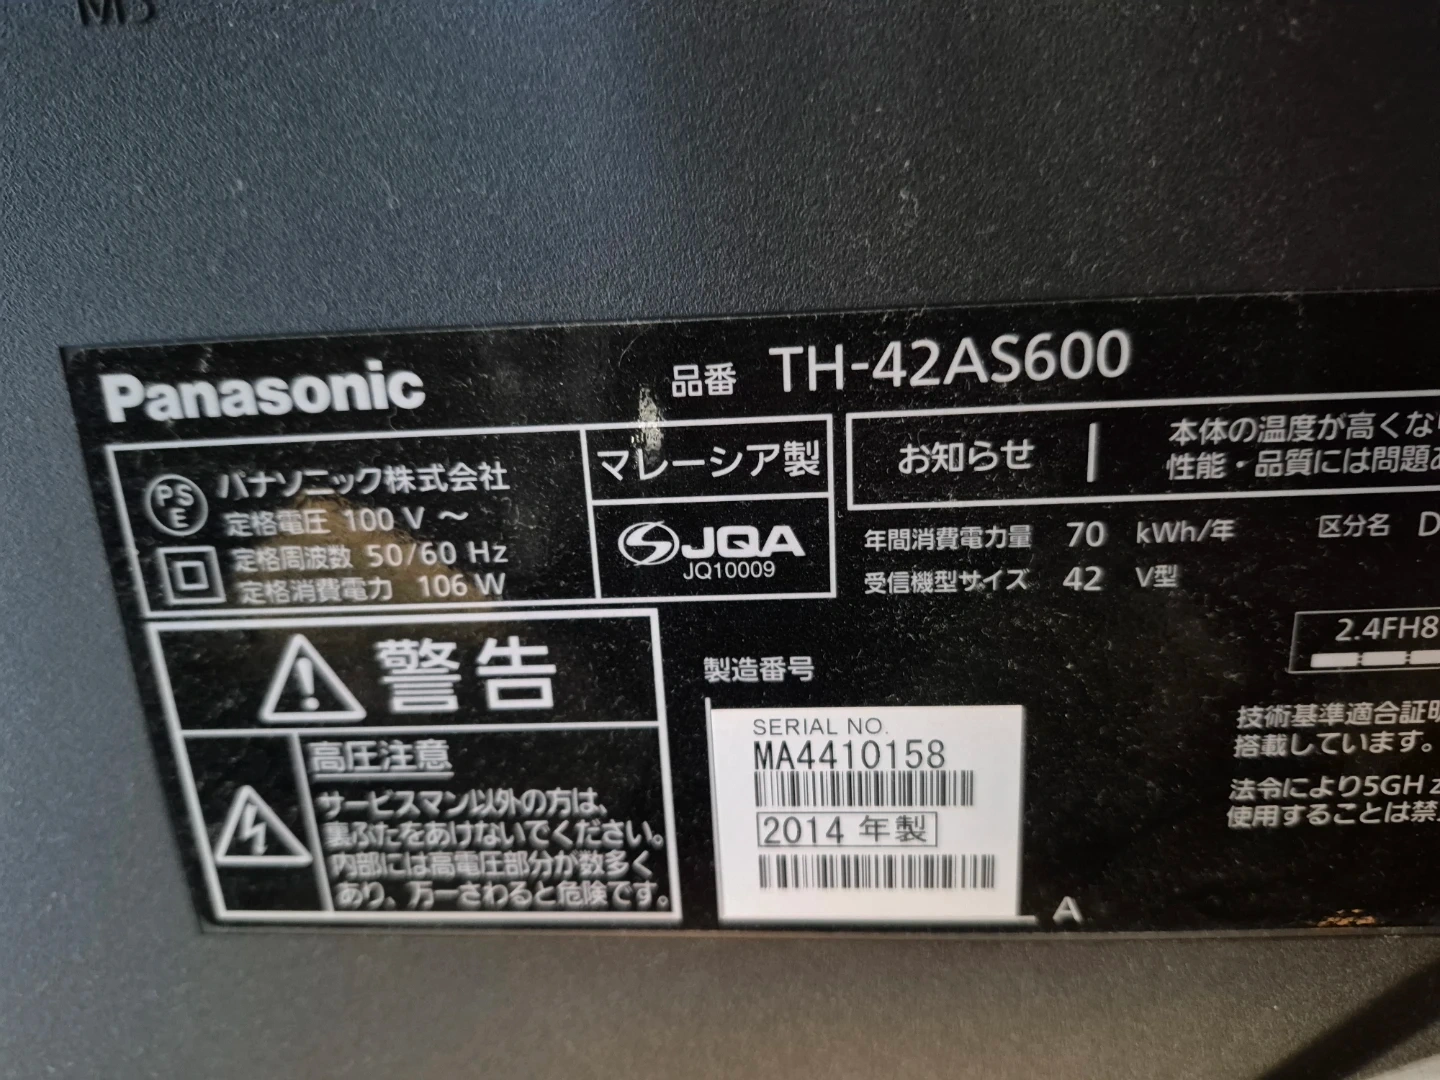 M3
Panasonic 品番 TH-42AS600
PS E パナソニック株式会社
定格電圧 100 V ～
定格周波数 50/60 Hz
定格消費電力 106 W
マレーシア製
JQA
JQ10009
お知らせ
本体の温度が高くな
性能・品質には問題
年間消費電力量 70 kWh/年 区分名 D
受信機型サイズ 42 V型
2.4FH8
警告
高圧注意
サービスマン以外の方は、
裏ぶたをあけないでください。
内部には高電圧部分が数多く
あり、万一さわると危険です。
製造番号
SERIAL NO.
MA4410158
2014 年製
A
技術基準適合証明
搭載しています。
法令により5GHz
使用することは禁